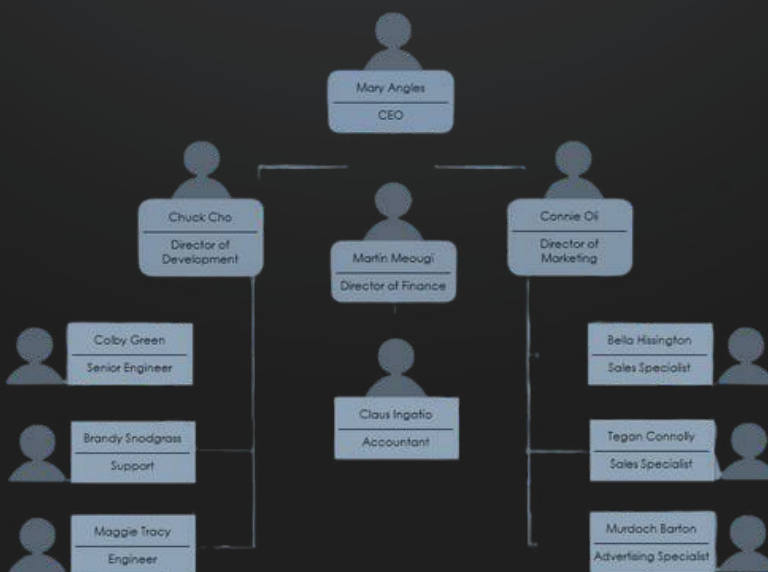 Mary Angles
CEO
Chuck Cho
Director of
Development
Martin Meougi
Director of Finance
Connie Oli
Director of
Marketing
Colby Green
Senior Engineer
Brandy Snodgrass
Support
Maggie Tracy
Engineer
Claus Ingatio
Accountant
Bella Hissington
Sales Specialist
Tegan Connolly
Sales Specialist
Murdoch Barton
Advertising Specialist